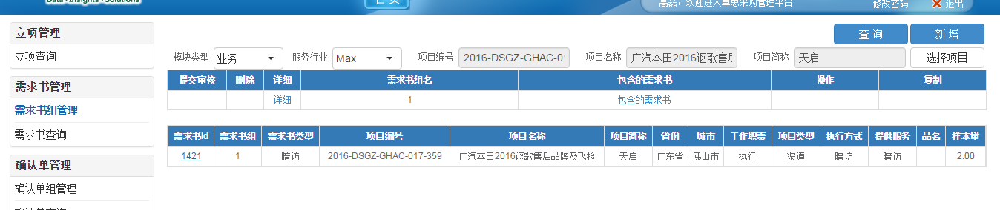 Data · Insights · Solutions
首页
高磊，欢迎进入卓思采购管理平台
修改密码
退出
立项管理
立项查询
需求书管理
需求书组管理
需求书查询
确认单管理
确认单组管理
查询 新增
模块类型 业务 服务行业 Max 项目编号 2016-DSGZ-GHAC-0 项目名称 广汽本田2016讴歌售后 项目简称 天启 选择项目
提交审核 删除 详细 需求书组名 包含的需求书 操作 复制
详细 1 包含的需求书
需求书Id 需求书组 需求书类型 项目编号 项目名称 项目简称 省份 城市 工作职责 项目类型 执行方式 提供服务 品名 样本量
1421 1 暗访 2016-DSGZ-GHAC-017-359 广汽本田2016讴歌售后品牌及飞检 天启 广东省 佛山市 执行 渠道 暗访 暗访 2.00